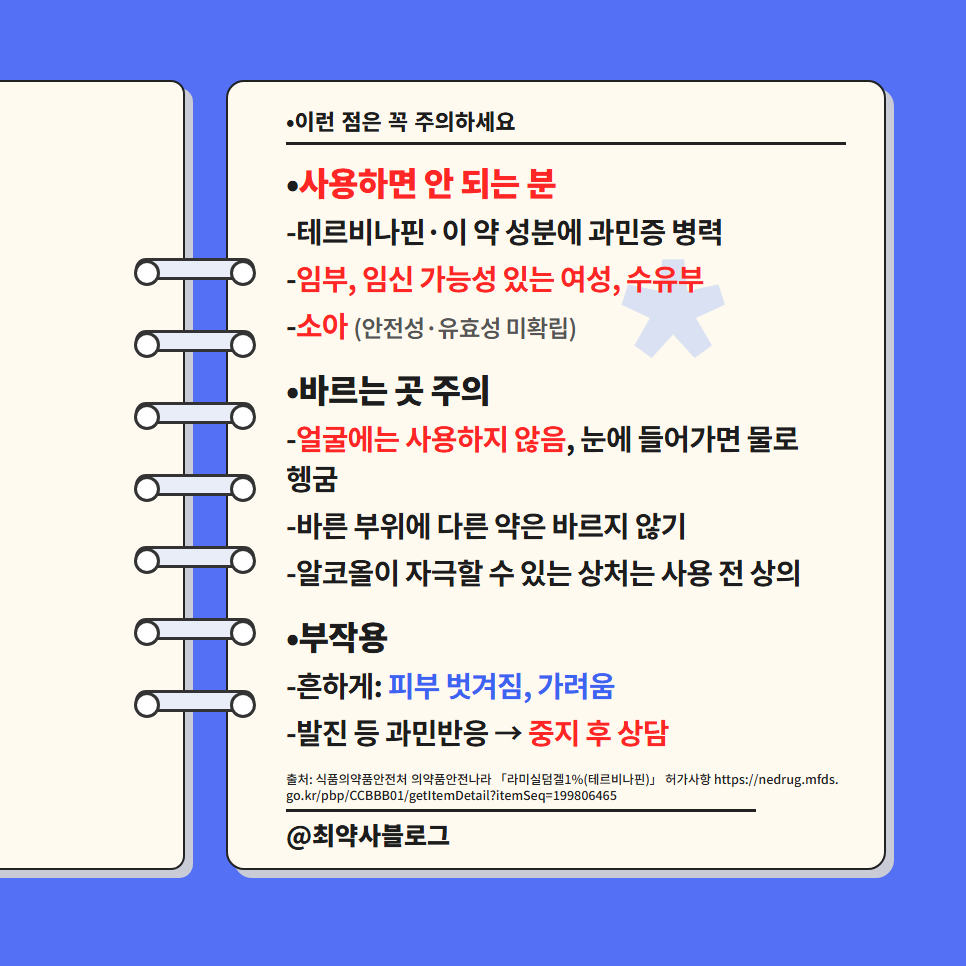 •이런 점은 꼭 주의하세요
•사용하면 안 되는 분
-테르비나핀·이 약 성분에 과민증 병력
-임부, 임신 가능성 있는 여성, 수유부
-소아 (안전성·유효성 미확립)
•바르는 곳 주의
-얼굴에는 사용하지 않음, 눈에 들어가면 물로
헹굼
-바른 부위에 다른 약은 바르지 않기
-알코올이 자극할 수 있는 상처는 사용 전 상의
•부작용
-흔하게: 피부 벗겨짐, 가려움
-발진 등 과민반응 → 중지 후 상담
출처: 식품의약품안전처 의약품안전나라 「라미실덤겔1%(테르비나핀)」 허가사항 https://nedrug.mfds.
go.kr/pbp/CCBBB01/getItemDetail?itemSeq=199806465
@최약사블로그